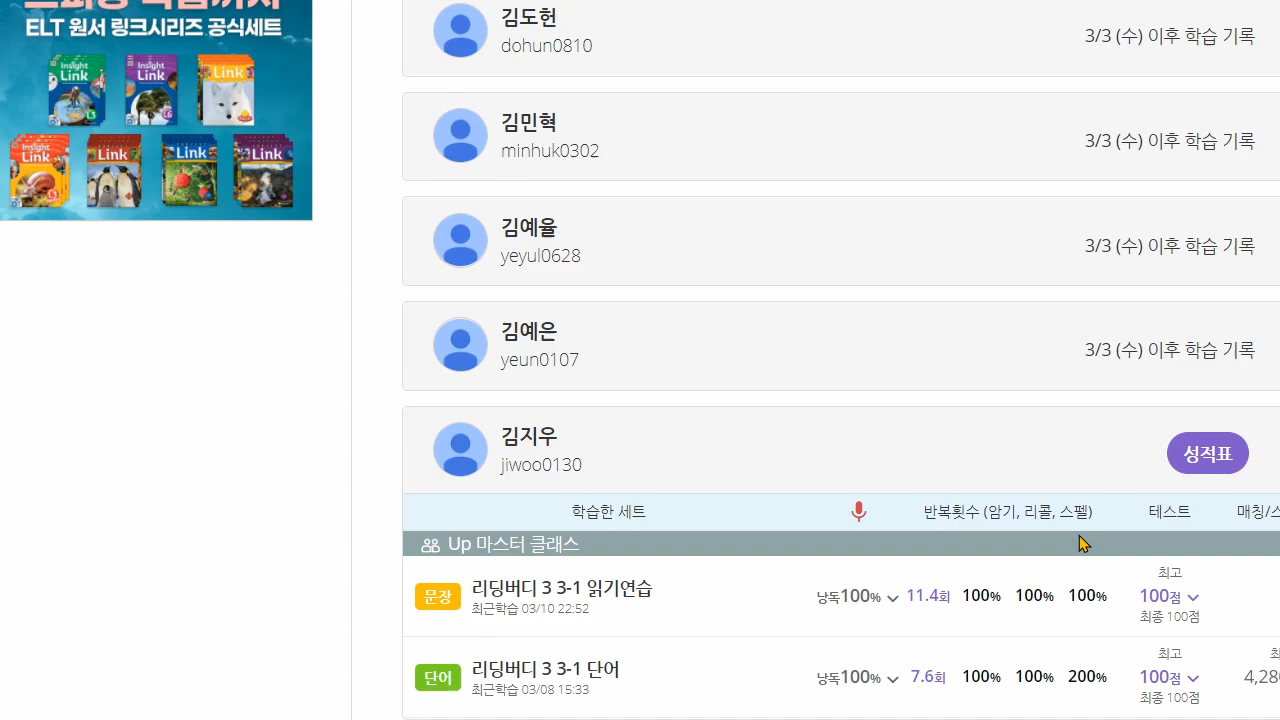 ELT 원서 링크시리즈 공식세트
Insight Link L3
Insight Link L6
Link
Insight Link L5
Link
Link
Link
김도헌
dohun0810
3/3 (수) 이후 학습 기록
김민혁
minhuk0302
3/3 (수) 이후 학습 기록
김예율
yeyul0628
3/3 (수) 이후 학습 기록
김예은
yeun0107
3/3 (수) 이후 학습 기록
김지우
jiwoo0130
성적표
학습한 세트 반복횟수 (암기, 리콜, 스펠) 테스트 매칭/
Up 마스터 클래스
문장 리딩버디 3 3-1 읽기연습
최근학습 03/10 22:52
낭독100% 11.4회 100% 100% 100%
최고
100점
최종 100점
단어 리딩버디 3 3-1 단어
최근학습 03/08 15:33
낭독100% 7.6회 100% 100% 200%
최고
100점
최종 100점
4,28